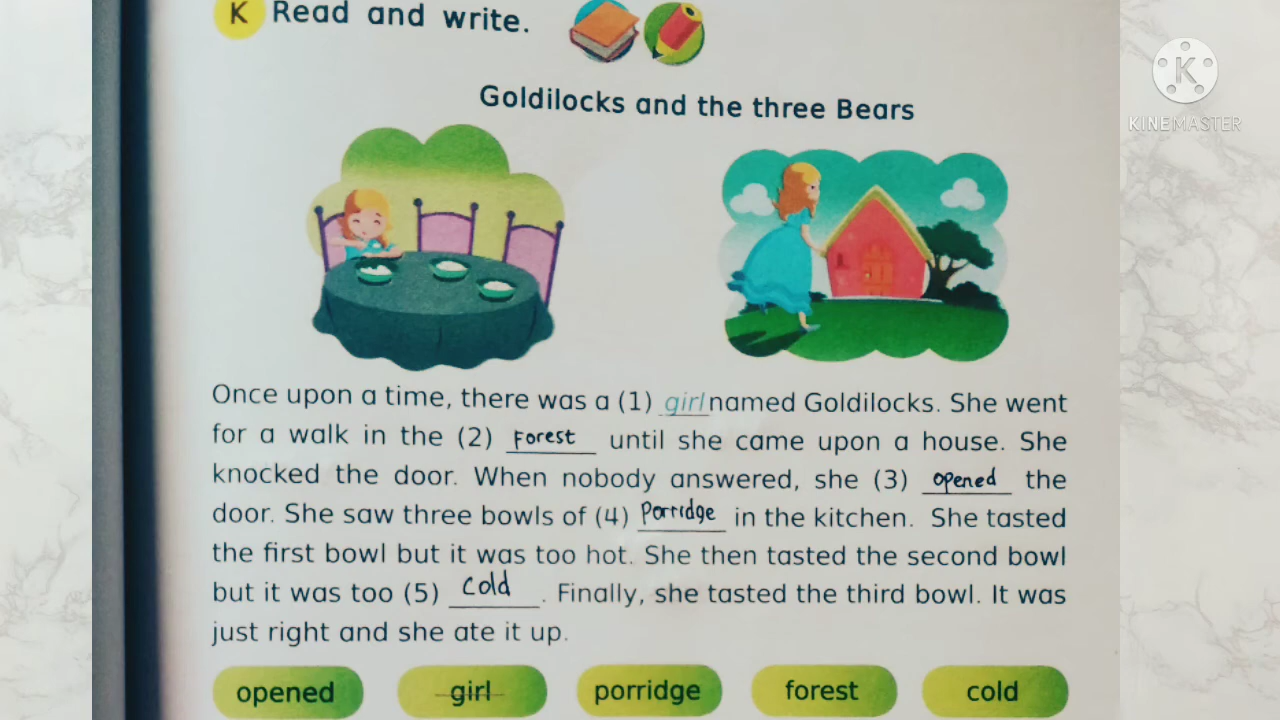 K Read and write.
Goldilocks and the three Bears
K
KINEMASTER
Once upon a time, there was a (1) girl named Goldilocks. She went
for a walk in the (2) Forest until she came upon a house. She
knocked the door. When nobody answered, she (3) opened the
door. She saw three bowls of (4) Porridge in the kitchen. She tasted
the first bowl but it was too hot. She then tasted the second bowl
but it was too (5) Cold . Finally, she tasted the third bowl. It was
just right and she ate it up.
opened girl porridge forest cold